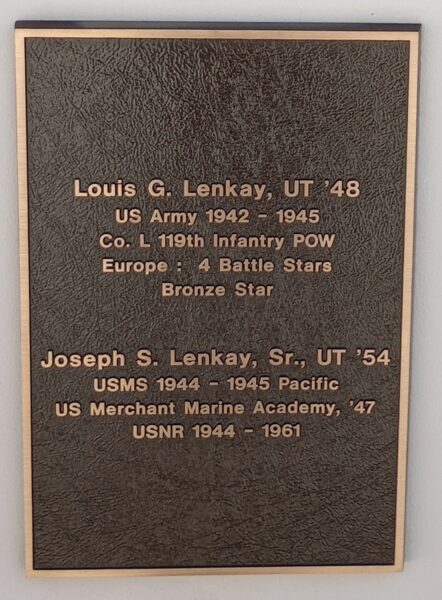 Louis G. Lenkay, UT '48
US Army 1942 - 1945
Co. L 119th Infantry POW
Europe : 4 Battle Stars
Bronze Star
Joseph S. Lenkay, Sr., UT '54
USMS 1944 - 1945 Pacific
US Merchant Marine Academy, '47
USNR 1944 - 1961